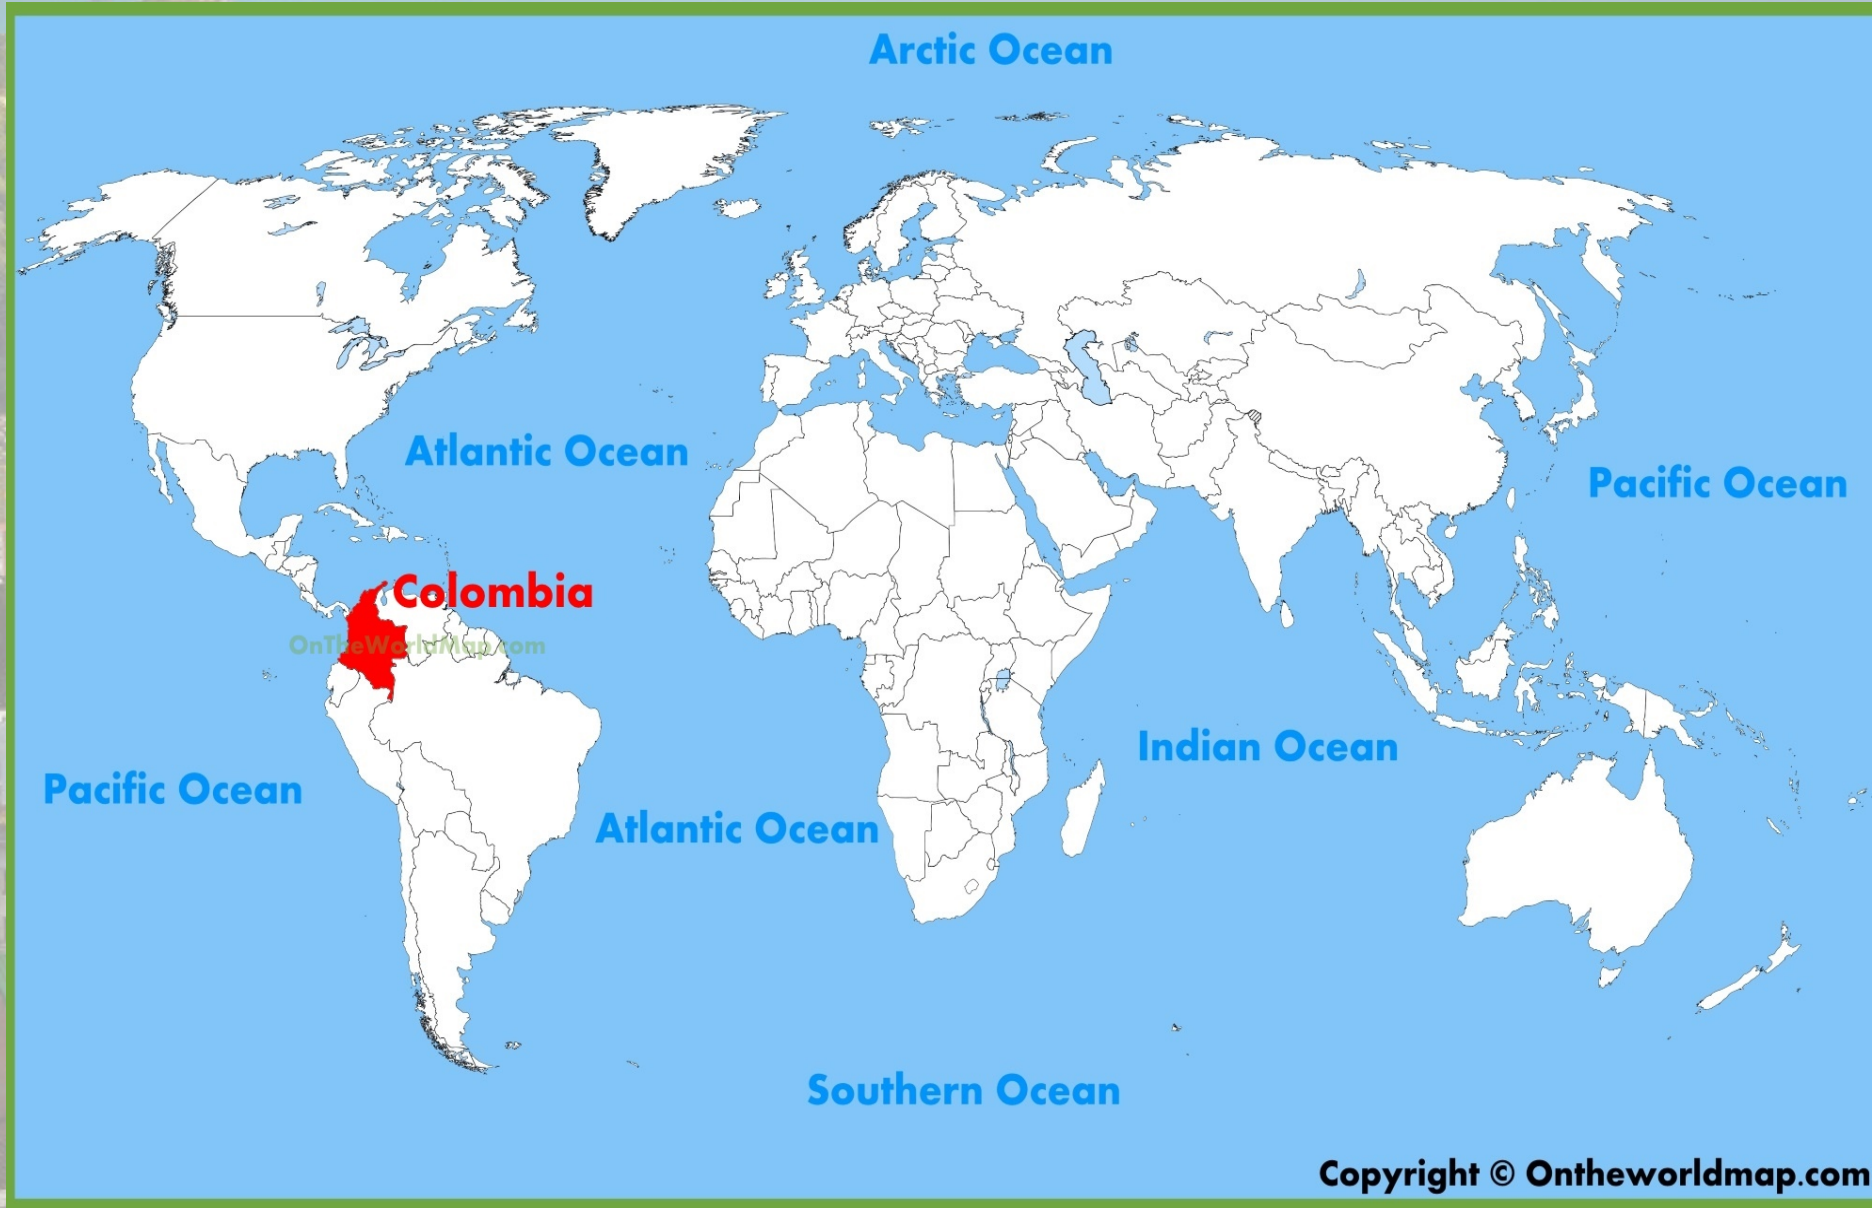 Arctic Ocean
Atlantic Ocean
Pacific Ocean
Colombia
OnTheWorldMap.com
Indian Ocean
Pacific Ocean
Atlantic Ocean
Southern Ocean
Copyright © Ontheworldmap.com